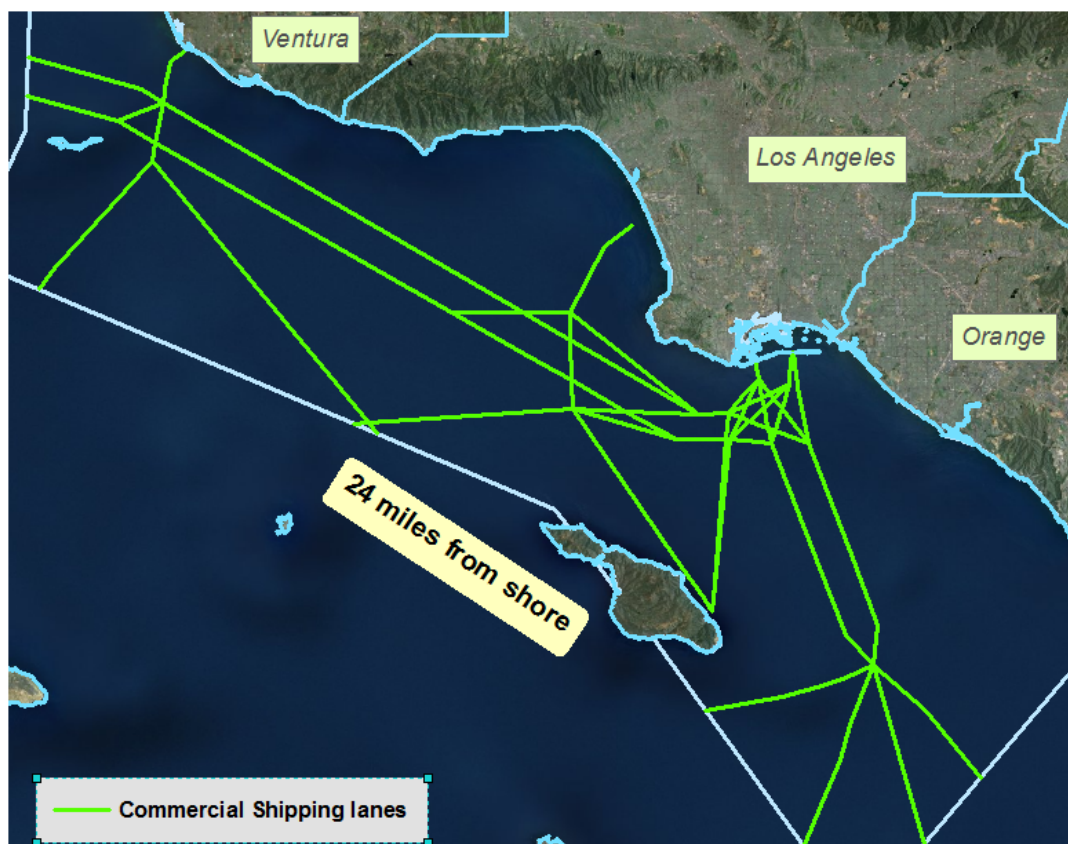 Ventura
Los Angeles
Orange
24 miles from shore
Commercial Shipping lanes